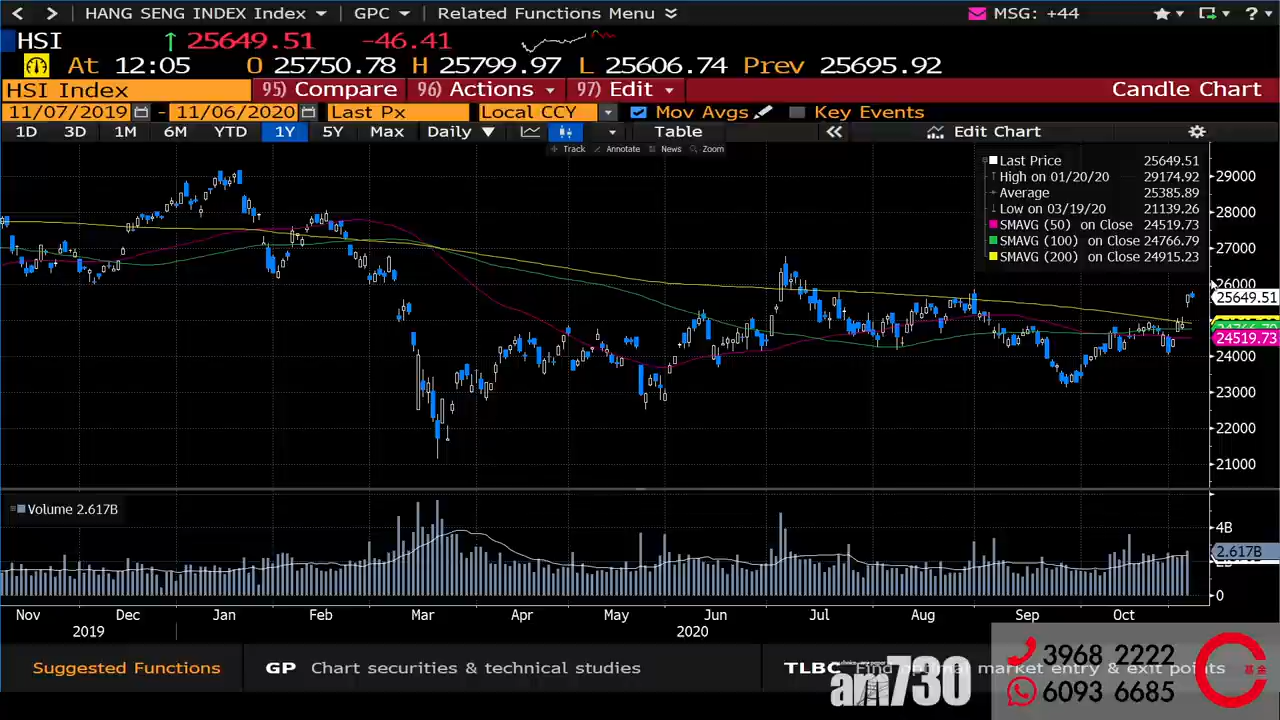 HANG SENG INDEX Index GPC Related Functions Menu MSG: +44 ?
HSI 25649.51 -46.41
At 12:05 O 25750.78 H 25799.97 L 25606.74 Prev 25695.92
HSI Index 95) Compare 96) Actions 97) Edit Candle Chart
11/07/2019 - 11/06/2020 Last Px Local CCY Mov Avgs Key Events
1D 3D 1M 6M YTD 1Y 5Y Max Daily Table Edit Chart
Track Annotate News Zoom
Last Price 25649.51
High on 01/20/20 29174.92
Average 25385.89
Low on 03/19/20 21139.26
SMAVG (50) on Close 24519.73
SMAVG (100) on Close 24766.79
SMAVG (200) on Close 24915.23
29000
28000
27000
26000
25649.51
24766.79
24519.73
24000
23000
22000
21000
Volume 2.617B
4B
2.617B
0
Nov Dec Jan Feb Mar Apr May Jun Jul Aug Sep Oct
2019 2020
Suggested Functions GP Chart securities & technical studies TLBC Find optimal market entry & exit points
am730
3968 2222
6093 6685
基金